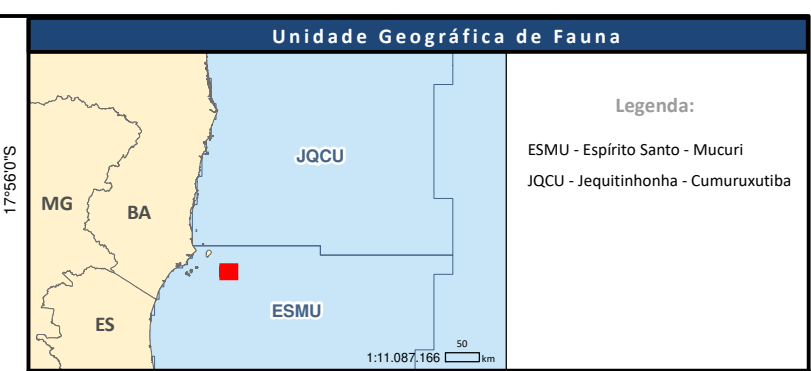 Unidade Geográfica de Fauna
17°56'0"S
JQCU
MG
BA
ES
ESMU
50
1:11.087.166 km
Legenda:
ESMU - Espírito Santo - Mucuri
JQCU - Jequitinhonha - Cumuruxutiba